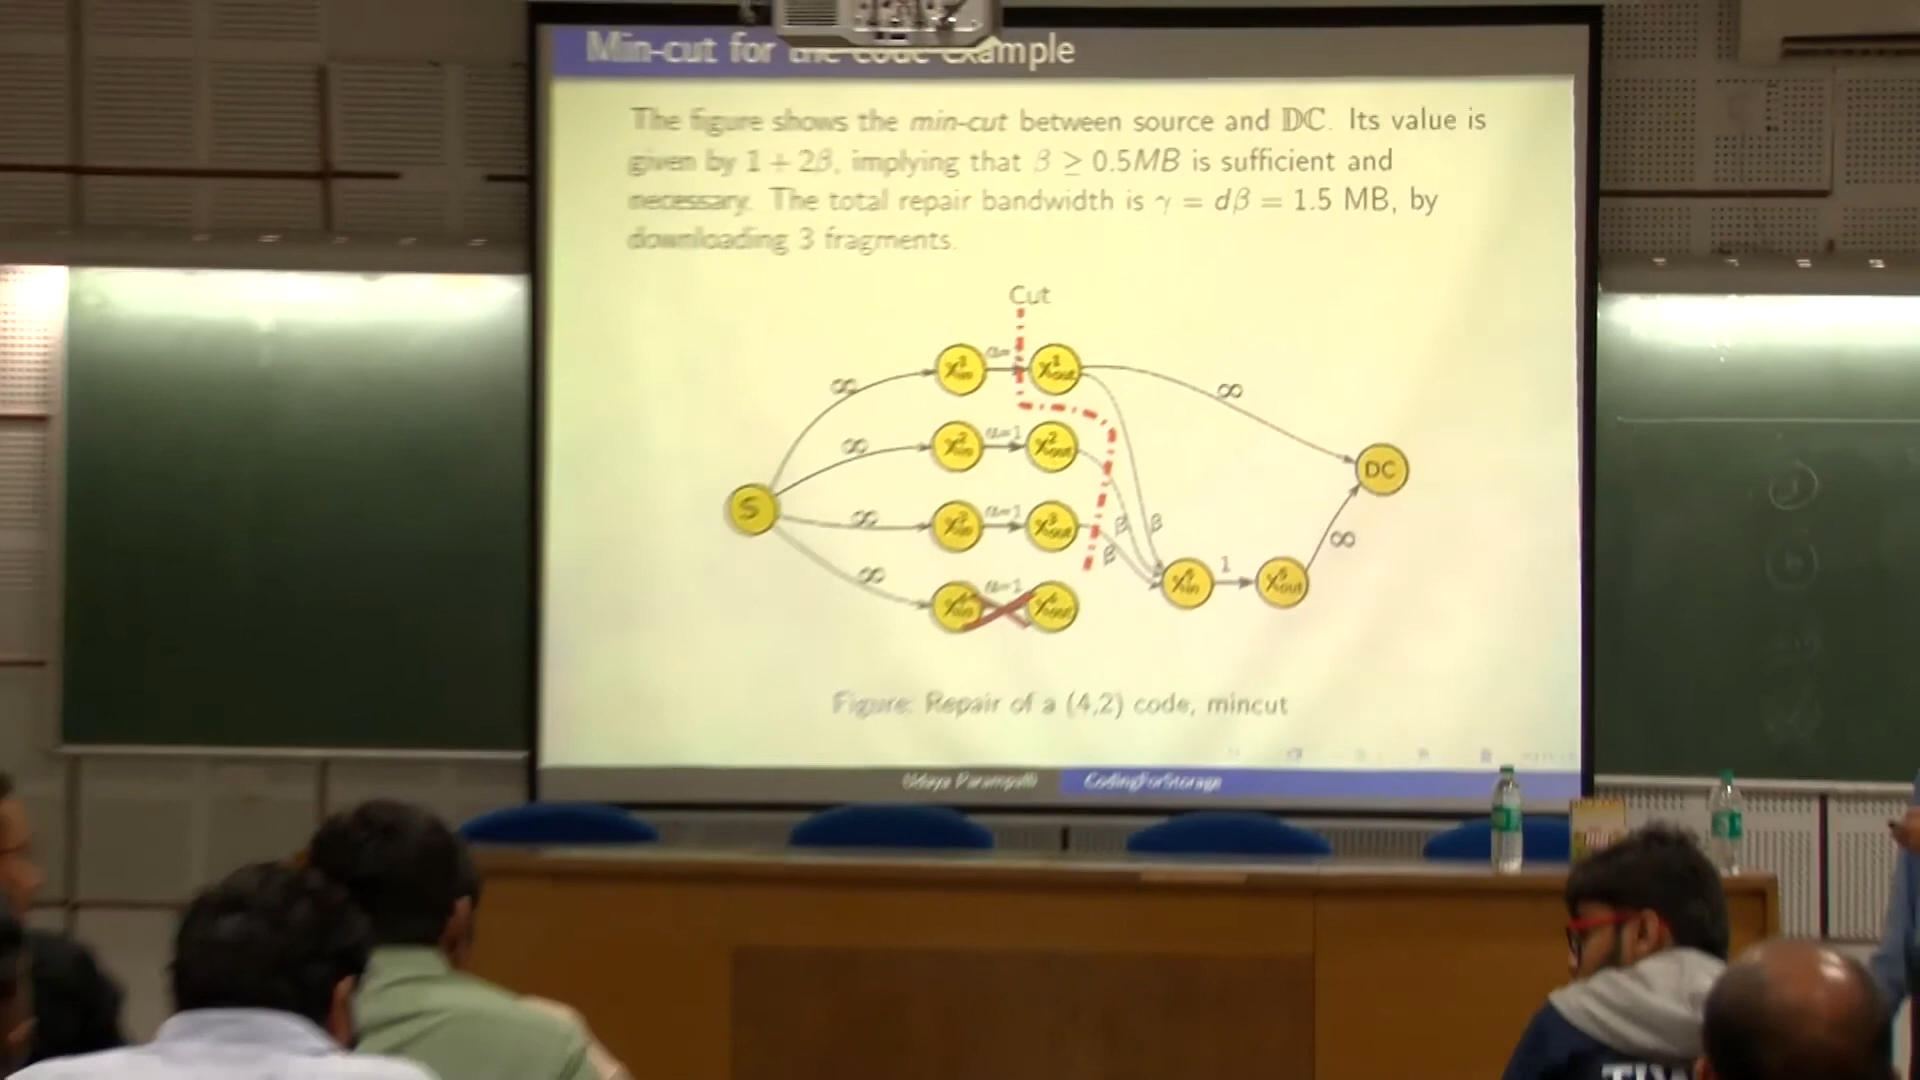 Min-cut for the code example
The figure shows the min-cut between source and DC. Its value is
given by 1 + 2β, implying that β ≥ 0.5MB is sufficient and
necessary. The total repair bandwidth is γ = dβ = 1.5 MB, by
downloading 3 fragments.
Cut
∞ α= ∞
∞ α=1
S DC
∞ α=1 β β
β ∞
∞ α=1 1
Figure: Repair of a (4,2) code, mincut
Udaya Parampalli CodingForStorage